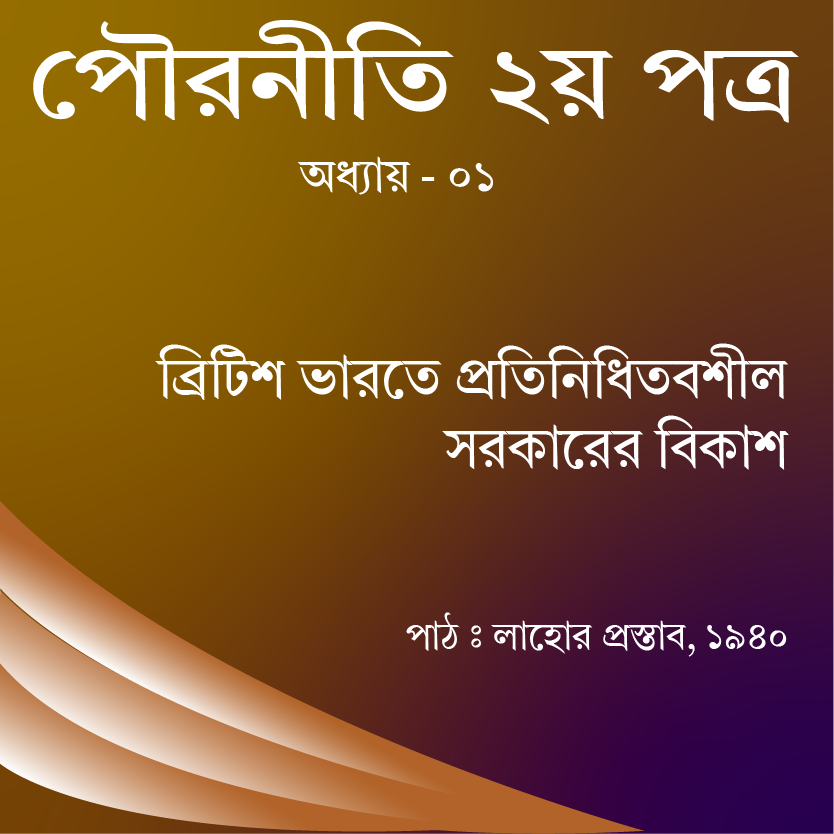 পৌরনীতি ২য় পত্র
অধ্যায় - ০১
ব্রিটিশ ভারতে প্রতিনিধিতবশীল
সরকারের বিকাশ
পাঠ ঃ লাহোর প্রস্তাব, ১৯৪০